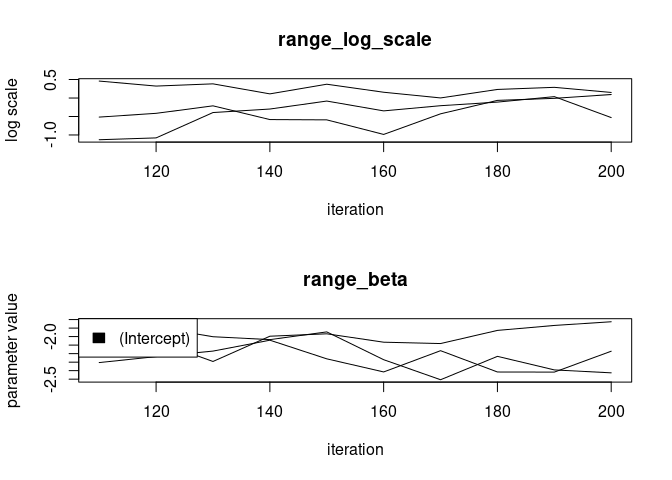 range_log_scale
log scale
0.5
-1.0
120 140 160 180 200
iteration
range_beta
parameter value
-2.0
-2.5
(Intercept)
120 140 160 180 200
iteration